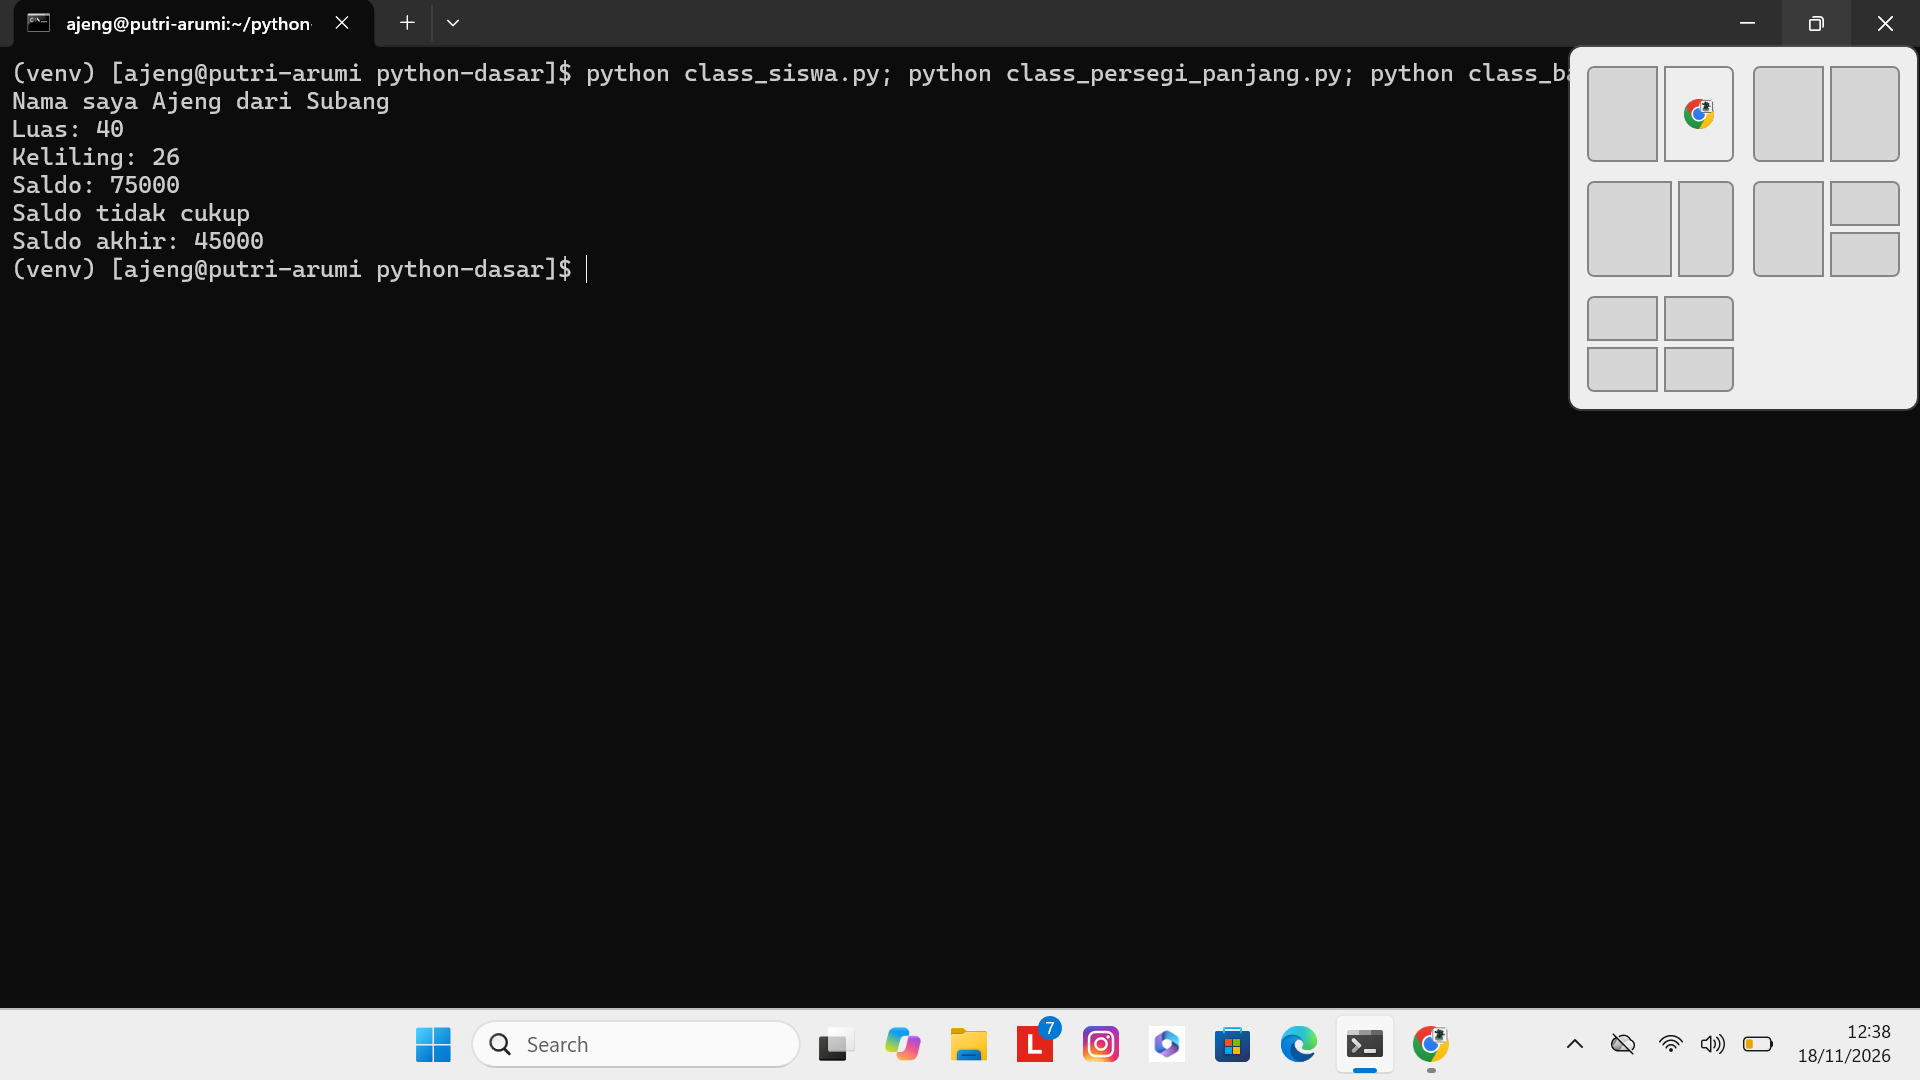 ajeng@putri-arumi:~/python
(venv) [ajeng@putri-arumi python-dasar]$ python class_siswa.py; python class_persegi_panjang.py; python
Nama saya Ajeng dari Subang
Luas: 40
Keliling: 26
Saldo: 75000
Saldo tidak cukup
Saldo akhir: 45000
(venv) [ajeng@putri-arumi python-dasar]$
Search
L
7
12:38
18/11/2026